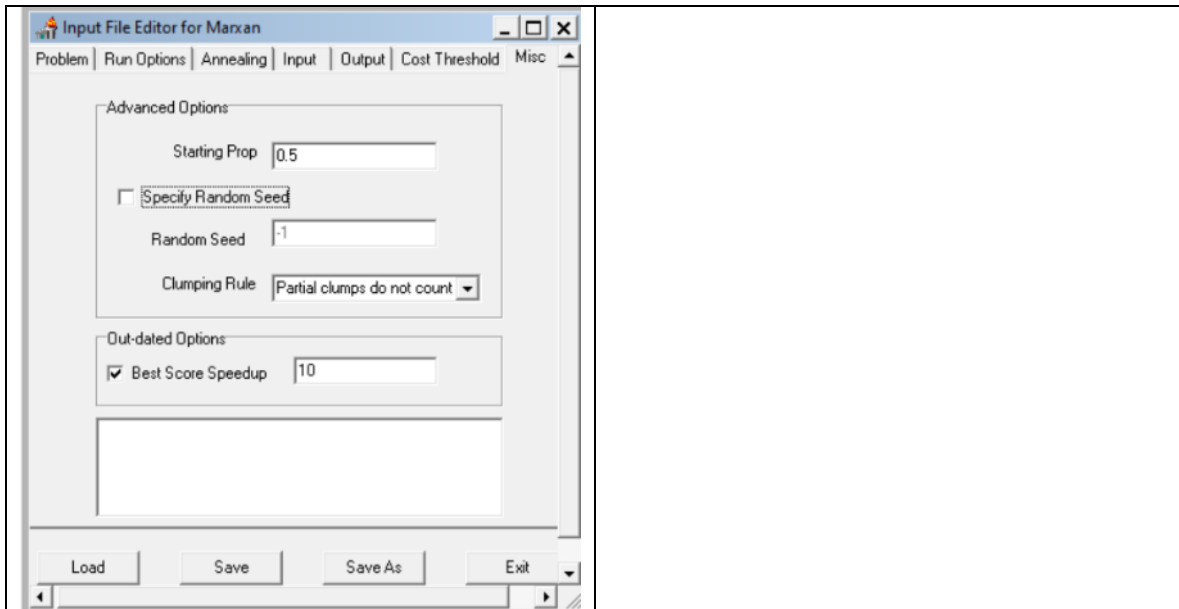 Input File Editor for Marxan
Problem Run Options Annealing Input Output Cost Threshold Misc
Advanced Options
Starting Prop 0.5
Specify Random Seed
Random Seed -1
Clumping Rule Partial clumps do not count
Out-dated Options
Best Score Speedup 10
Load Save Save As Exit